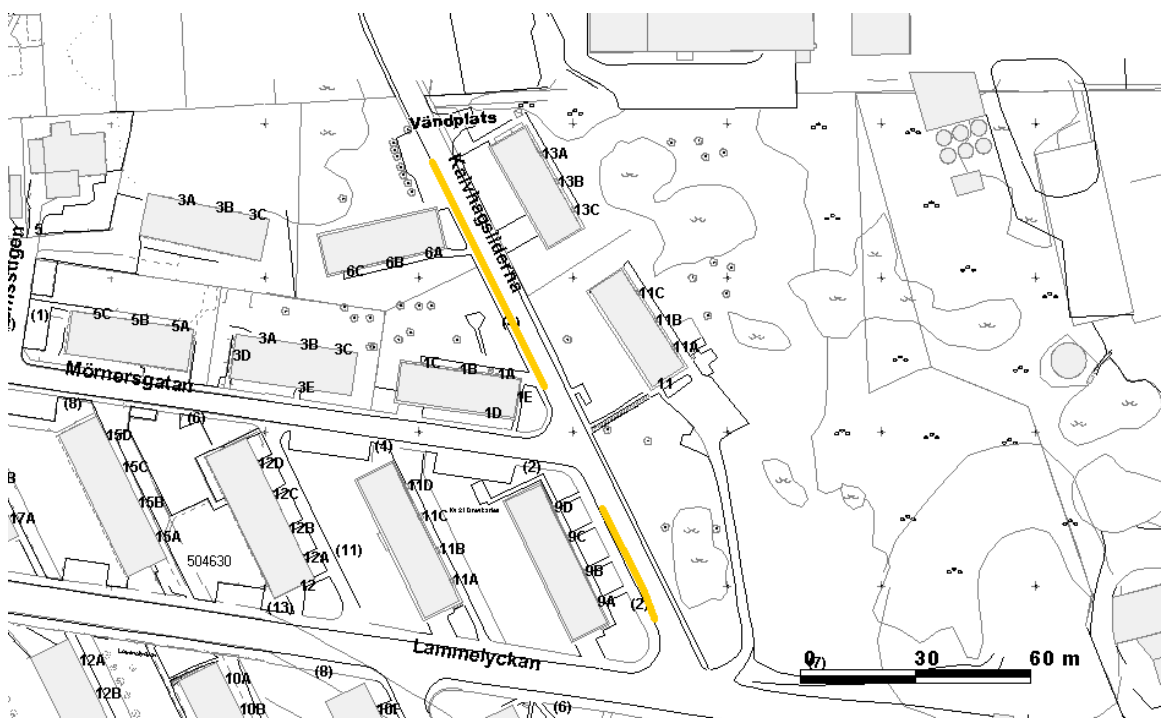 Vändplats
Kalvhagsliderna
13A
13B
13C
3A
3B
3C
5
6C
6B
6A
(1)
5C
5B
5A
3A
3B
3C
3D
3E
11C
11B
11A
11
1C
1B
1A
1E
1D
Mörnersgatan
(8)
(6)
(4)
(2)
15D
15C
15B
15A
17A
B
12D
12C
12B
12A
12
(11)
(13)
504630
11D
11C
11B
11A
9D
9C
9B
9A
(2)
Lammelyckan
0
30
60 m
(7)
12A
12B
10A
10B
(8)
10F
(6)